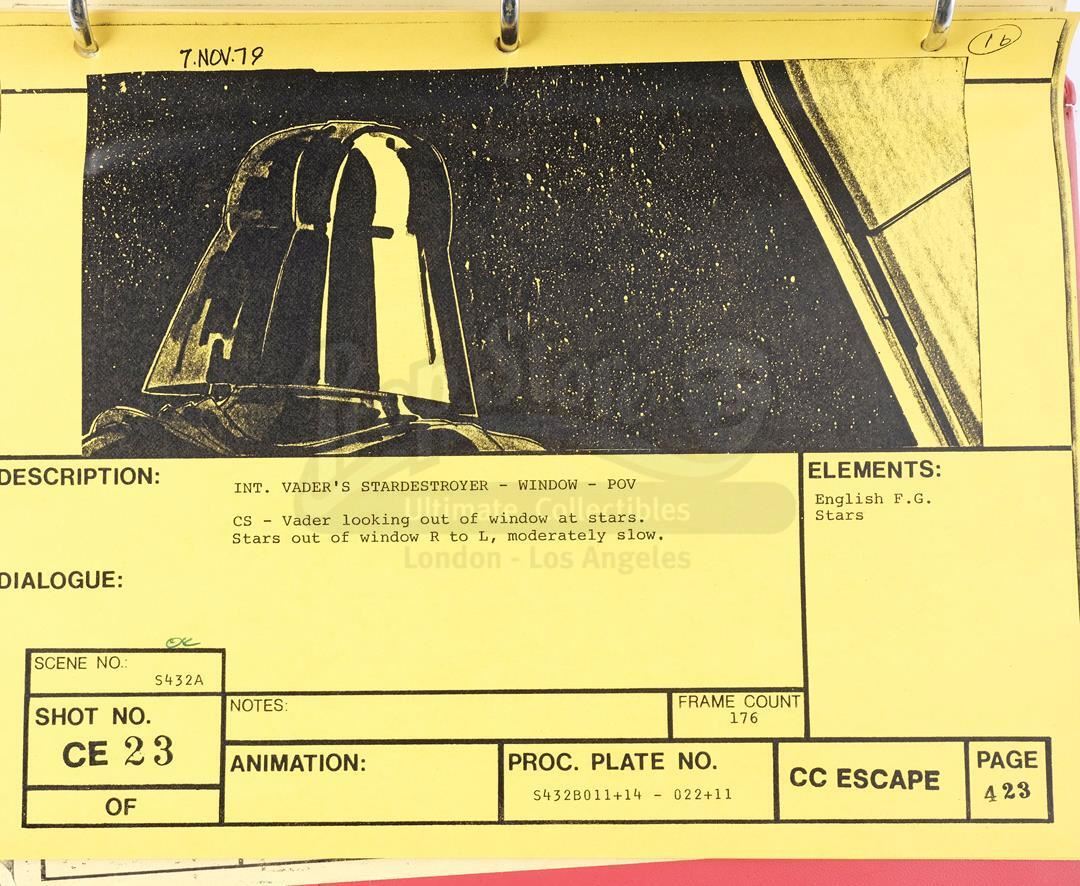 7.NOV.79
16
DESCRIPTION:
INT. VADER'S STARDESTROYER - WINDOW - POV
CS - Vader looking out of window at stars.
Stars out of window R to L, moderately slow.
ELEMENTS:
English F.G.
Stars
DIALOGUE:
OK
SCENE NO.:
S432A
SHOT NO.
CE 23
OF
NOTES:
FRAME COUNT
176
ANIMATION:
PROC. PLATE NO.
S432B011+14 - 022+11
CC ESCAPE
PAGE
423
Prop Store
Ultimate Collectibles
London - Los Angeles